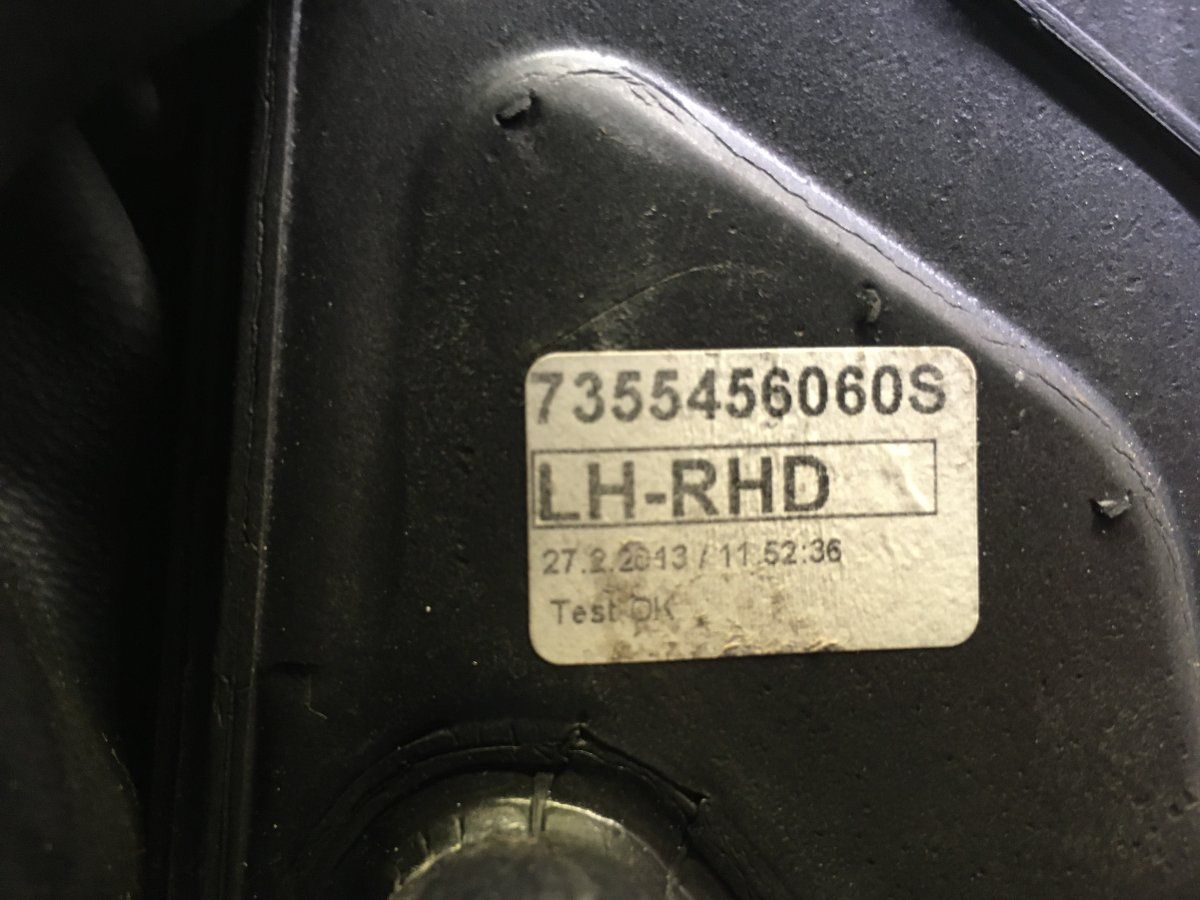 7355456060S
LH-RHD
27.2.2013 / 11:52:36
Test OK